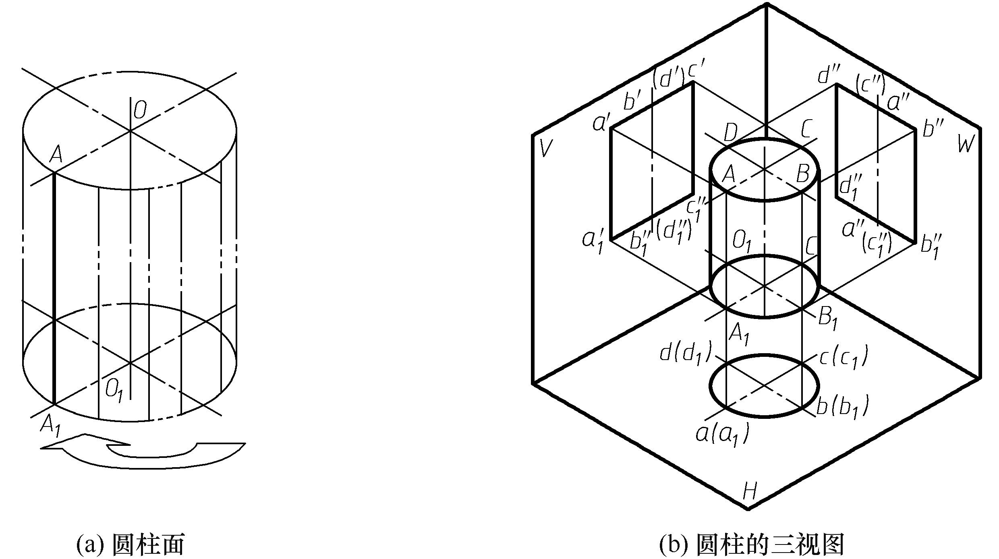 O
A
O₁
A₁
(a) 圆柱面
V
W
H
a′
b′
(d′)
c′
d″
(c″)
a″
b″
D
C
A
B
a₁′
b₁″
(d₁″)
c₁″
d₁″
a″
(c₁″)
b₁″
O₁
C
A₁
B₁
d(d₁)
c(c₁)
a(a₁)
b(b₁)
(b) 圆柱的三视图